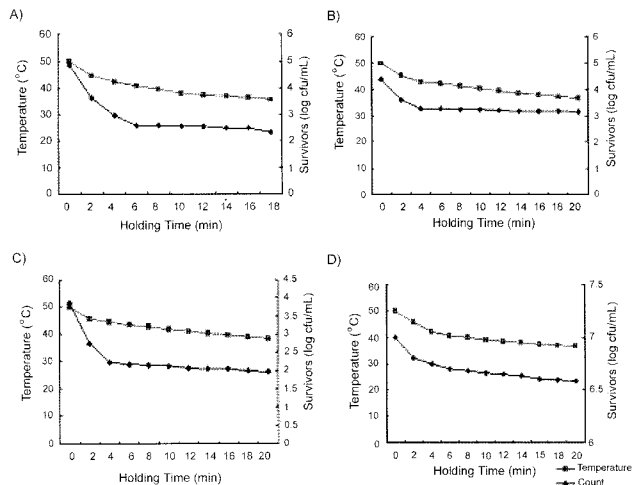 A)
Temperature (°C)
60
50
40
30
20
10
0
6
5
4
3
2
1
0
Survivors (log cfu/mL)
0 2 4 6 8 10 12 14 16 18
Holding Time (min)
B)
Temperature (°C)
60
50
40
30
20
10
0
6
5
4
3
2
1
0
Survivors (log cfu/mL)
0 2 4 6 8 10 12 14 16 18 20
Holding Time (min)
C)
Temperature (°C)
60
50
40
30
20
10
0
4.5
4
3.5
3
2.5
2
1.5
1
0.5
0
Survivors (log cfu/mL)
0 2 4 6 8 10 12 14 16 18 20
Holding Time (min)
D)
Temperature (°C)
60
50
40
30
20
10
0
7.5
7
6.5
6
Survivors (log cfu/mL)
0 2 4 6 8 10 12 14 16 18 20
Holding Time (min)
Temperature
Count